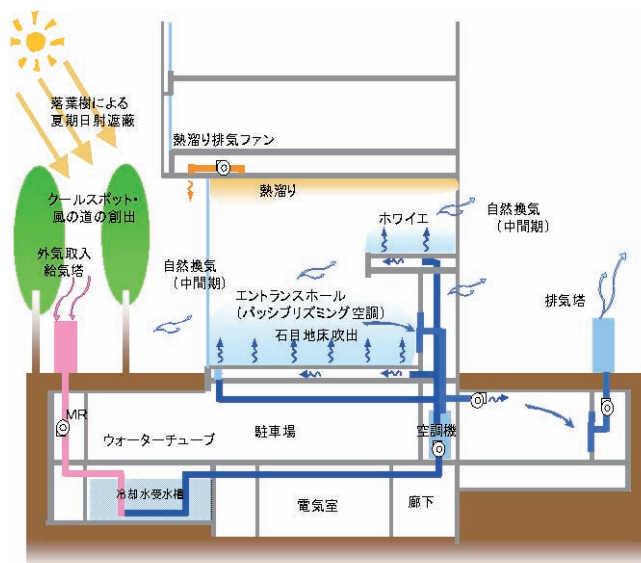 落葉樹による
夏期日射遮蔽
熱溜り排気ファン
熱溜り
クールスポット・
風の道の創出
ホワイエ
自然換気
(中間期)
外気取入
給気塔
自然換気
(中間期)
エントランスホール
(パッシブリズミング空調)
石目地床吹出
排気塔
MR
ウォーターチューブ
駐車場
空調機
冷却水受水槽
電気室
廊下